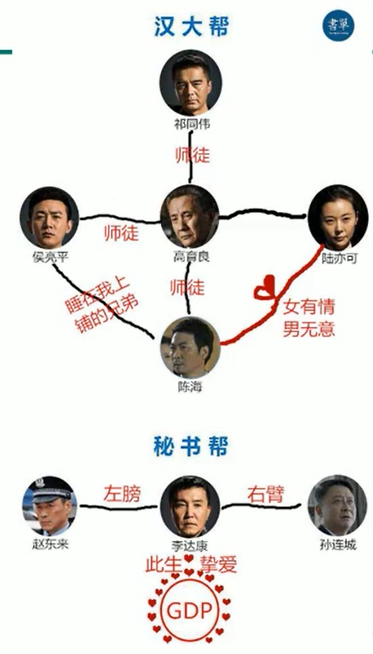 汉大帮
書單
祁同伟
师徒
师徒
侯亮平
高育良
陆亦可
睡在我上
铺的兄弟
师徒
女有情
男无意
陈海
秘书帮
左膀
右臂
赵东来
李达康
孙连城
此生 挚爱
GDP